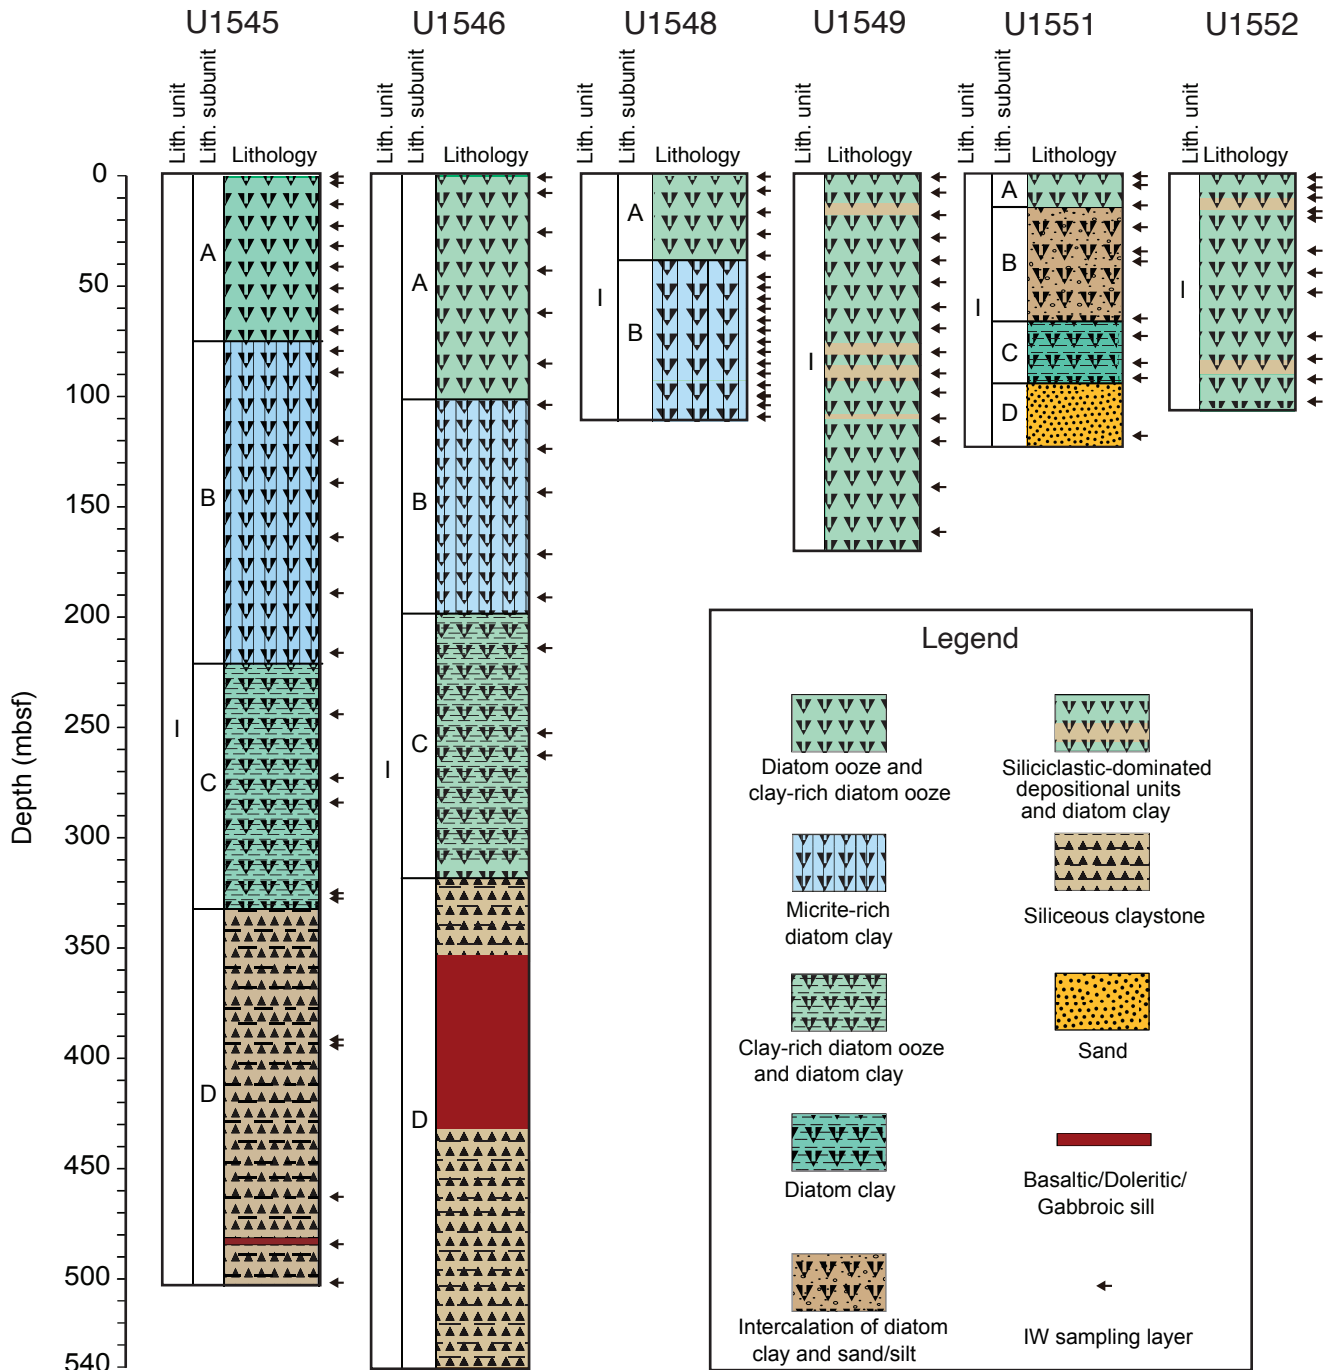 U1545 U1546 U1548 U1549 U1551 U1552
Lith. unit
Lith. subunit
Lithology
Lith. unit
Lith. subunit
Lithology
Lith. unit
Lith. subunit
Lithology
Lith. unit
Lithology
Lith. unit
Lith. subunit
Lithology
Lith. unit
Lithology
Depth (mbsf)
0
50
100
150
200
250
300
350
400
450
500
540
I
A
B
C
D
I
A
B
C
D
I
A
B
I
I
A
B
C
D
I
Legend
Diatom ooze and
clay-rich diatom ooze
Siliciclastic-dominated
depositional units
and diatom clay
Micrite-rich
diatom clay
Siliceous claystone
Clay-rich diatom ooze
and diatom clay
Sand
Diatom clay
Basaltic/Doleritic/
Gabbroic sill
Intercalation of diatom
clay and sand/silt
IW sampling layer